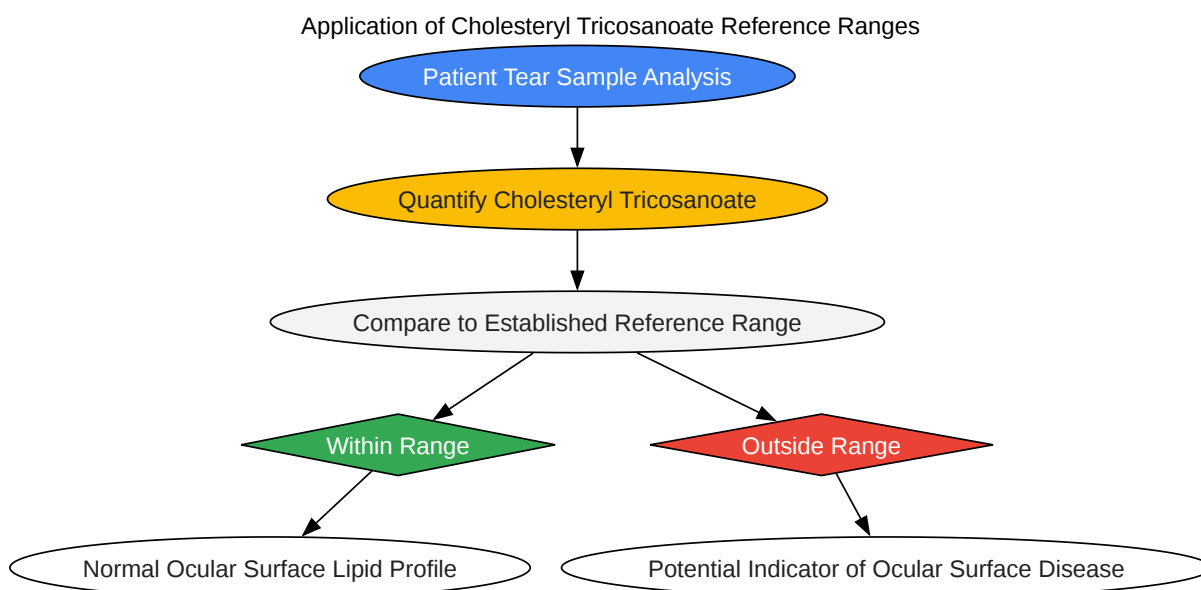 Application of Cholesteryl Tricosanoate Reference Ranges
Patient Tear Sample Analysis
Quantify Cholesteryl Tricosanoate
Compare to Established Reference Range
Within Range
Outside Range
Normal Ocular Surface Lipid Profile
Potential Indicator of Ocular Surface Disease